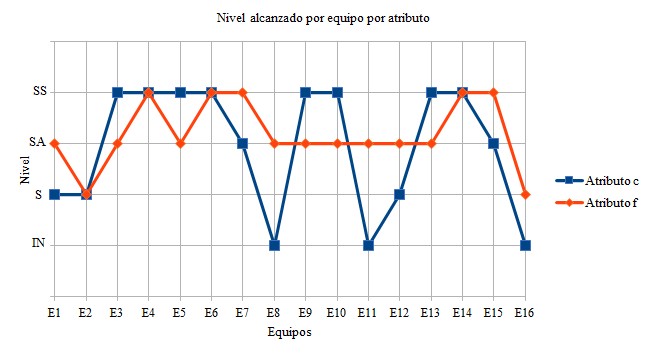 Nivel alcanzado por equipo por atributo
SS
SA
S
IN
Nivel
E1 E2 E3 E4 E5 E6 E7 E8 E9 E10 E11 E12 E13 E14 E15 E16
Equipos
Atributo c
Atributo f